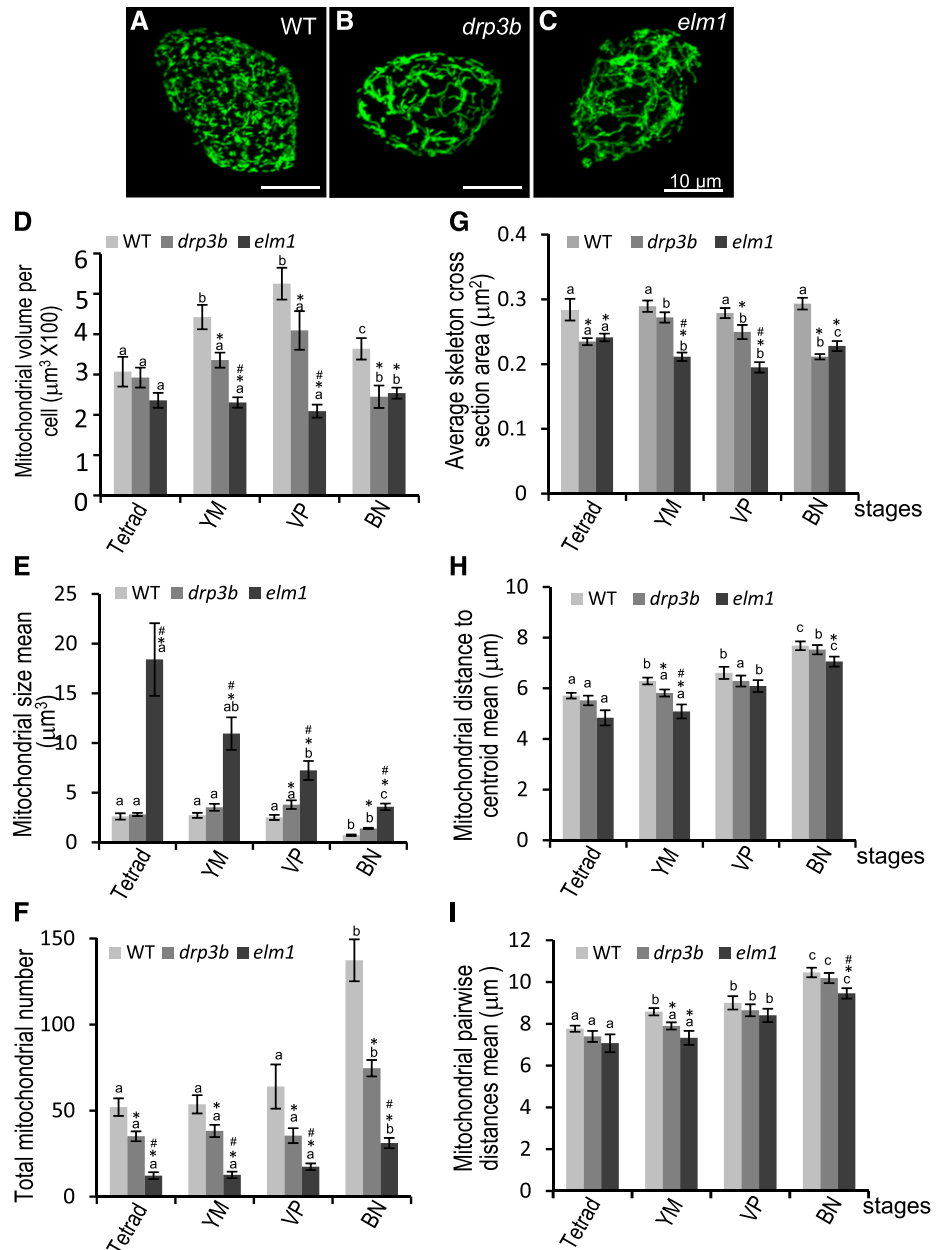 A WT
B drp3b
C elm1
10 µm
D
WT drp3b elm1
Mitochondrial volume per
cell (µm3 X100)
6
5
4
3
2
1
0
a a a
b *a #*a
b *a #*a
c *b *b
Tetrad YM VP BN
G
WT drp3b elm1
Average skeleton cross
section area (µm2)
0.4
0.3
0.2
0.1
0
a *a *a
a b #*b
a *b #*b
a *b *c
Tetrad YM VP BN stages
E
WT drp3b elm1
Mitochondrial size mean
(µm3)
25
20
15
10
5
0
a a #*a
a a #*ab
a *a #*b
b *b #*c
Tetrad YM VP BN
H
WT drp3b elm1
Mitochondrial distance to
centroid mean (µm)
10
8
6
4
2
0
a a a
b *a #*a
b a b
c b *c
Tetrad YM VP BN stages
F
WT drp3b elm1
Total mitochondrial number
150
100
50
0
a *a #*a
a *a #*a
a *a #*a
b *b #*b
Tetrad YM VP BN
I
WT drp3b elm1
Mitochondrial pairwise
distances mean (µm)
12
10
8
6
4
2
0
a a a
b *a *a
b b b
c c #*c
Tetrad YM VP BN stages